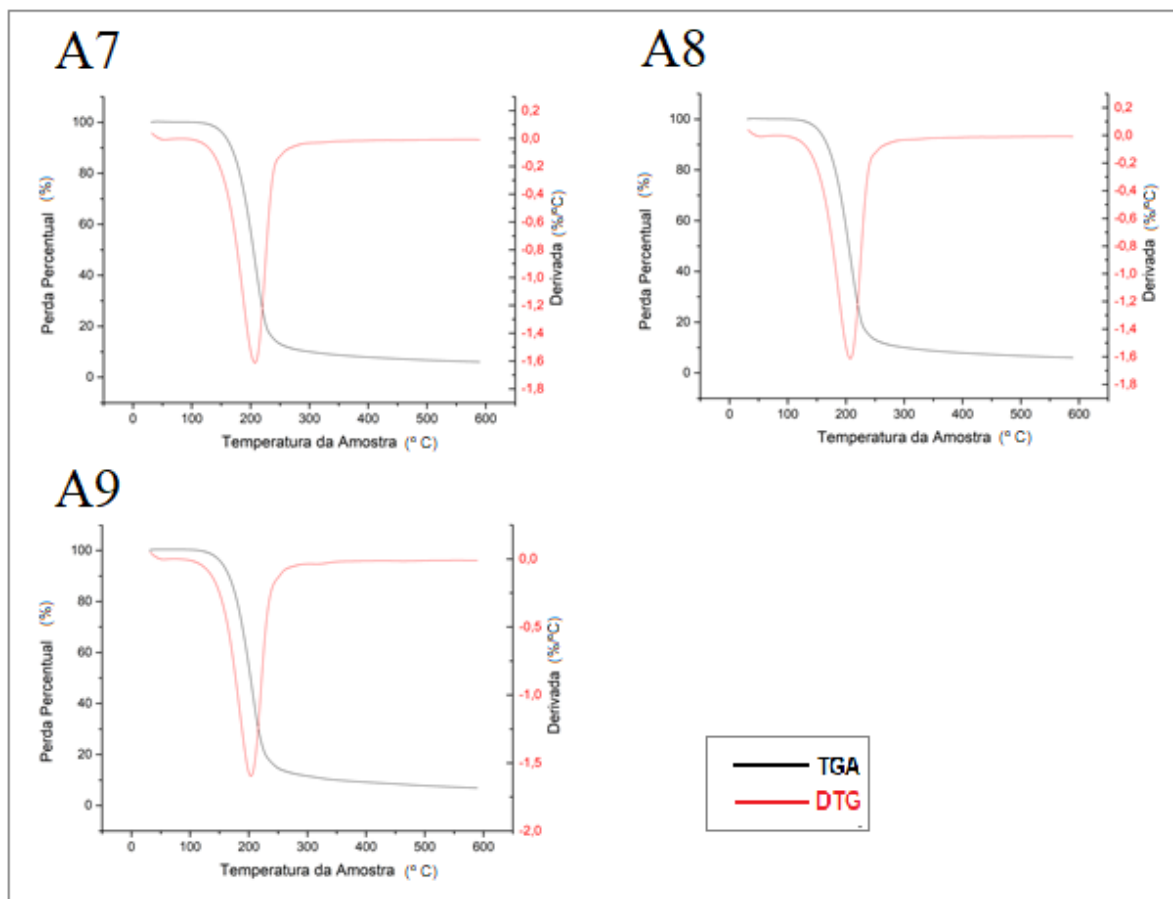 A7
100
80
60
40
20
0
Perda Percentual (%)
0,2
0,0
-0,2
-0,4
-0,6
-0,8
-1,0
-1,2
-1,4
-1,6
-1,8
Derivada (%/ºC)
0 100 200 300 400 500 600
Temperatura da Amostra (º C)
A8
100
80
60
40
20
0
Perda Percentual (%)
0,2
0,0
-0,2
-0,4
-0,6
-0,8
-1,0
-1,2
-1,4
-1,6
-1,8
Derivada (%/ºC)
0 100 200 300 400 500 600
Temperatura da Amostra (º C)
A9
100
80
60
40
20
0
Perda Percentual (%)
0,0
-0,5
-1,0
-1,5
-2,0
Derivada (%/ºC)
0 100 200 300 400 500 600
Temperatura da Amostra (º C)
TGA
DTG